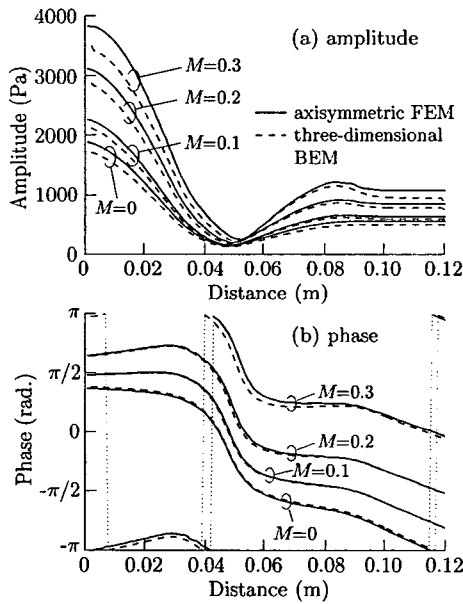 (a) amplitude
Amplitude (Pa)
4000
3000
2000
1000
0
M=0.3
M=0.2
M=0.1
M=0
axisymmetric FEM
three-dimensional
BEM
0 0.02 0.04 0.06 0.08 0.10 0.12
Distance (m)
(b) phase
Phase (rad.)
π
π/2
0
-π/2
-π
M=0.3
M=0.2
M=0.1
M=0
0 0.02 0.04 0.06 0.08 0.10 0.12
Distance (m)